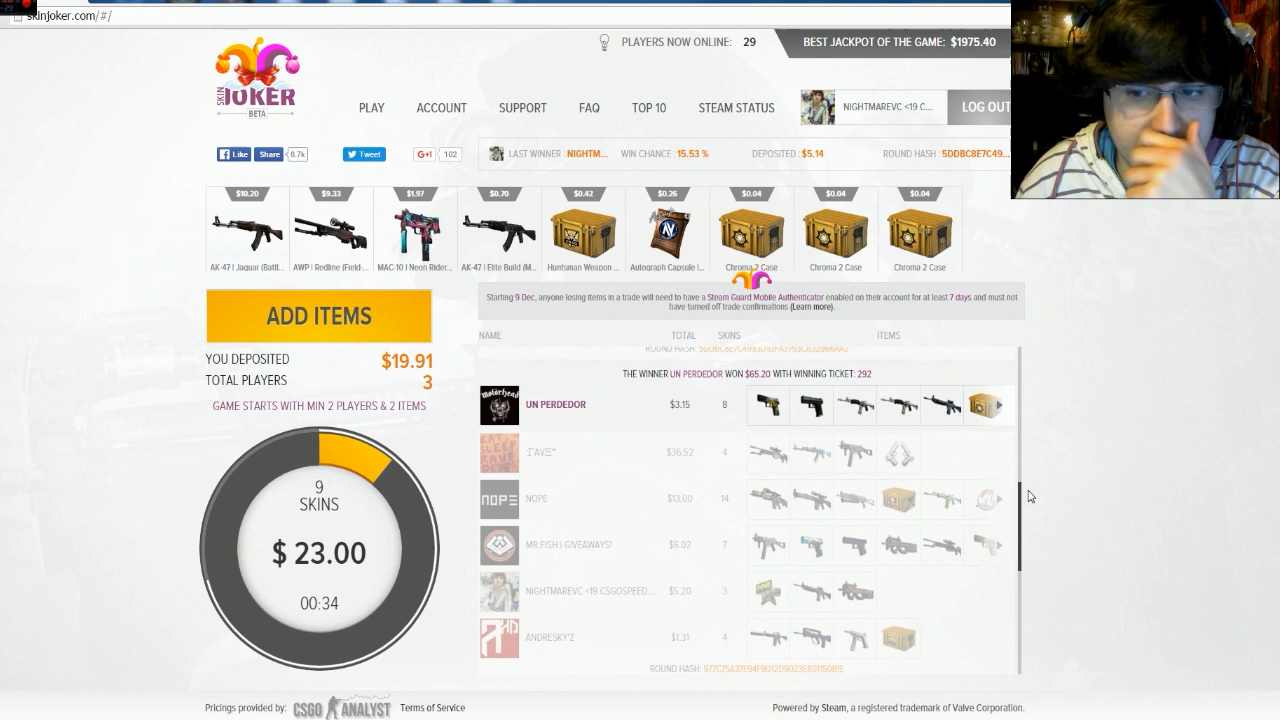 skinjoker.com/#/
PLAYERS NOW ONLINE: 29
BEST JACKPOT OF THE GAME: $1975.40
SKIN JOKER
BETA
PLAY ACCOUNT SUPPORT FAQ TOP 10 STEAM STATUS
NIGHTMAREVC <19 C... LOG OUT
Like Share 8.7k Tweet G+1 102
LAST WINNER : NIGHTM... WIN CHANCE : 15.53 % DEPOSITED : $5.14 ROUND HASH : 5DDBC8E7C49...
$10.20 $9.33 $1.97 $0.70 $0.42 $0.26 $0.04 $0.04 $0.04
AK-47 | Jaguar (Battl... AWP | Redline (Field-... MAC-10 | Neon Rider... AK-47 | Elite Build (M... Huntsman Weapon ... Autograph Capsule |... Chroma 2 Case Chroma 2 Case Chroma 2 Case
ADD ITEMS
YOU DEPOSITED $19.91
TOTAL PLAYERS 3
GAME STARTS WITH MIN 2 PLAYERS & 2 ITEMS
9
SKINS
$ 23.00
00:34
Starting 9 Dec, anyone losing items in a trade will need to have a Steam Guard Mobile Authenticator enabled on their account for at least 7 days and must not
have turned off trade confirmations (Learn more).
NAME TOTAL SKINS ITEMS
THE WINNER UN PERDEDOR WON $65.20 WITH WINNING TICKET: 292
Motörhead UN PERDEDOR $3.15 8
EAT SLEEP RAVE $36.52 4
NOPE NOPE $13.00 14
MR.FISH | GIVEAWAYS! $6.02 7
NIGHTMAREVC <19 CSGOSPEED... $5.20 3
HD ANDRESKY'Z $1.31 4
Pricings provided by: CSGO ANALYST Terms of Service
Powered by Steam, a registered trademark of Valve Corporation.